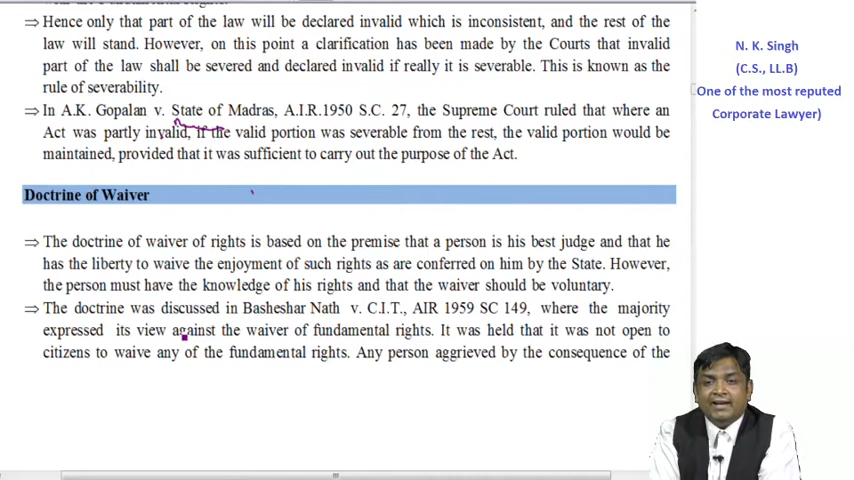 ⇒ Hence only that part of the law will be declared invalid which is inconsistent, and the rest of the
law will stand. However, on this point a clarification has been made by the Courts that invalid
part of the law shall be severed and declared invalid if really it is severable. This is known as the
rule of severability.
⇒ In A.K. Gopalan v. State of Madras, A.I.R.1950 S.C. 27, the Supreme Court ruled that where an
Act was partly invalid, if the valid portion was severable from the rest, the valid portion would be
maintained, provided that it was sufficient to carry out the purpose of the Act.
Doctrine of Waiver
⇒ The doctrine of waiver of rights is based on the premise that a person is his best judge and that he
has the liberty to waive the enjoyment of such rights as are conferred on him by the State. However,
the person must have the knowledge of his rights and that the waiver should be voluntary.
⇒ The doctrine was discussed in Basheshar Nath v. C.I.T., AIR 1959 SC 149, where the majority
expressed its view against the waiver of fundamental rights. It was held that it was not open to
citizens to waive any of the fundamental rights. Any person aggrieved by the consequence of the
N. K. Singh
(C.S., LL.B)
One of the most reputed
Corporate Lawyer)